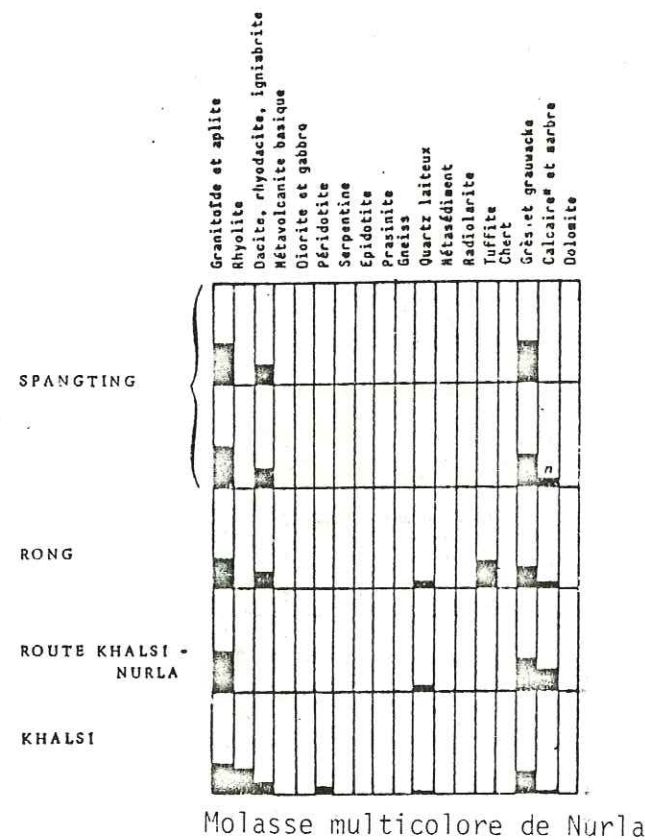 Granitoïde et aplite
Rhyolite
Dacite, rhyodacite, ignimbrite
Métavolcanite basique
Diorite et gabbro
Péridotite
Serpentine
Epidotite
Prasinite
Gneiss
Quartz laiteux
Métasédiment
Radiolarite
Tuffite
Chert
Grès et grauwacke
Calcaire* et marbre
Dolomite
SPANGTING
n
RONG
ROUTE KHALSI -
NURLA
KHALSI
Molasse multicolore de Nurla